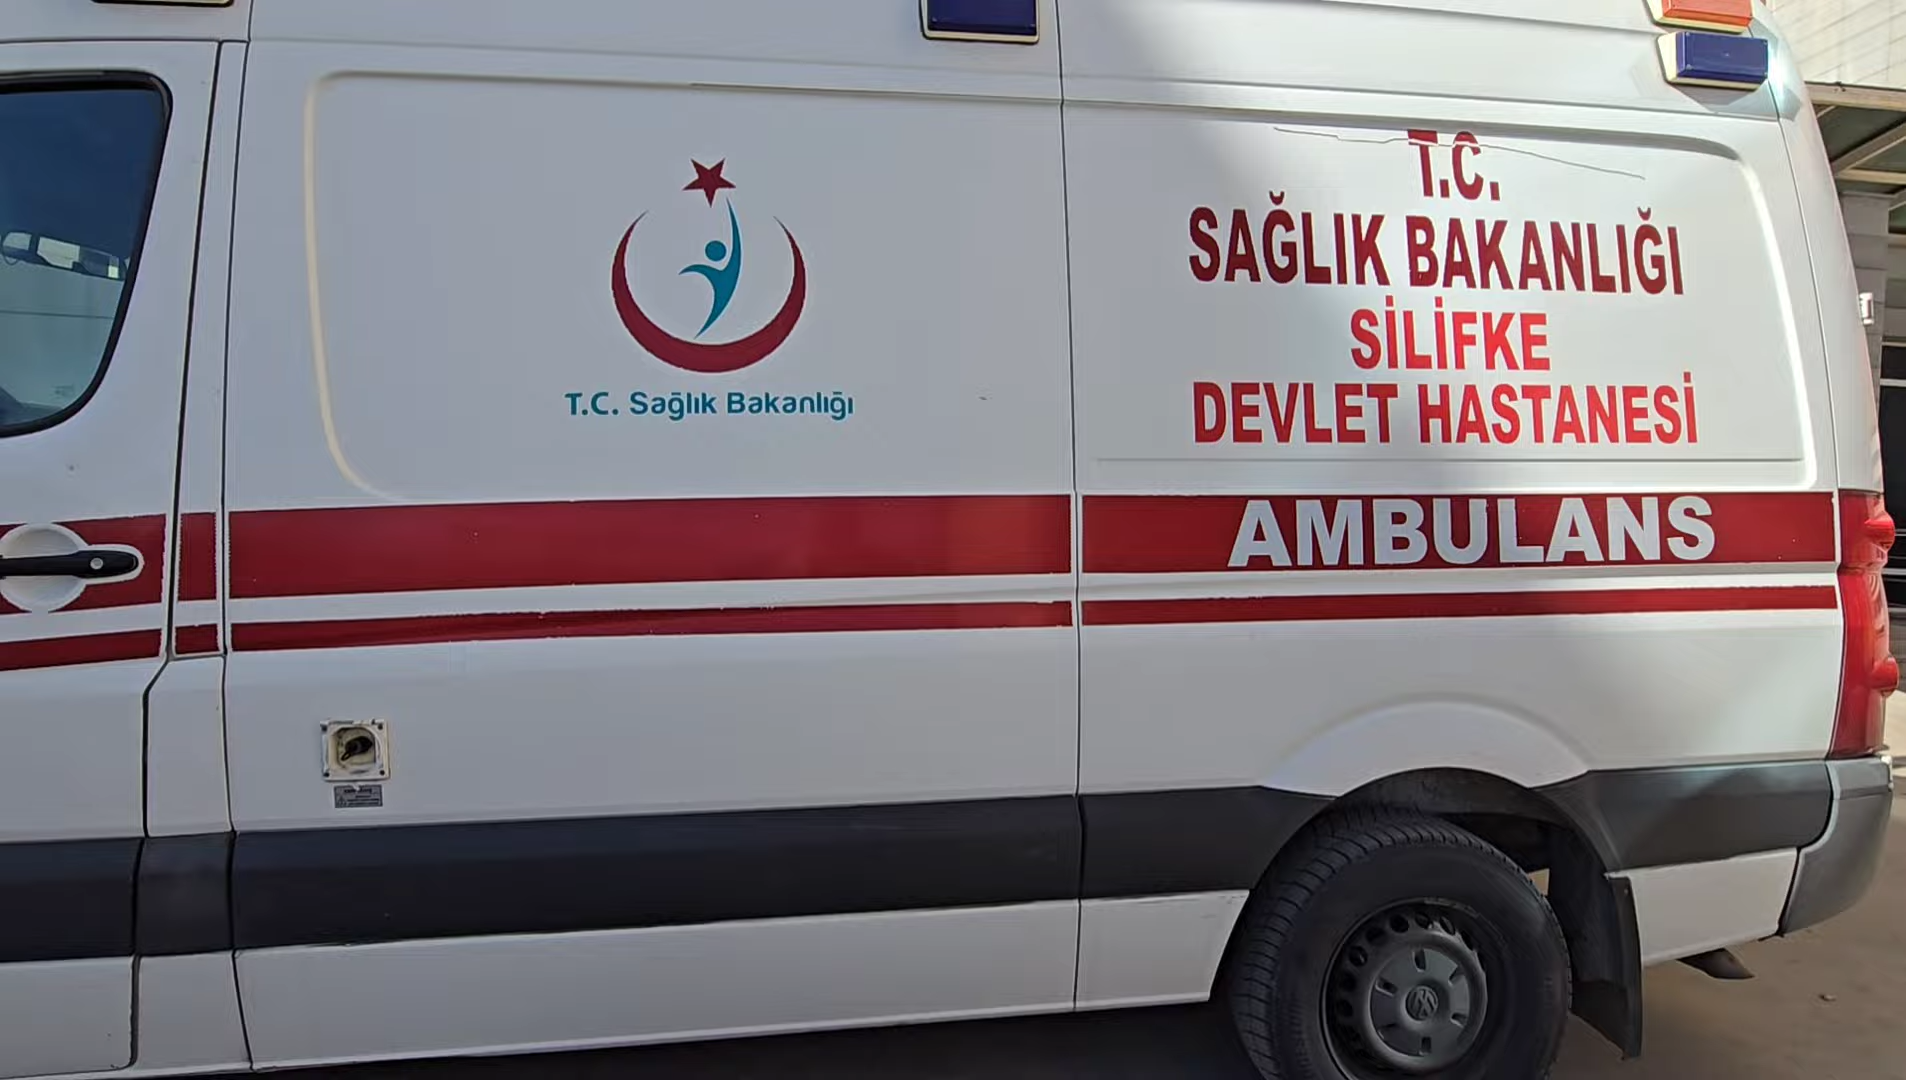 T.C. Sağlık Bakanlığı
T.C.
SAĞLIK BAKANLIĞI
SİLİFKE
DEVLET HASTANESİ
AMBULANS